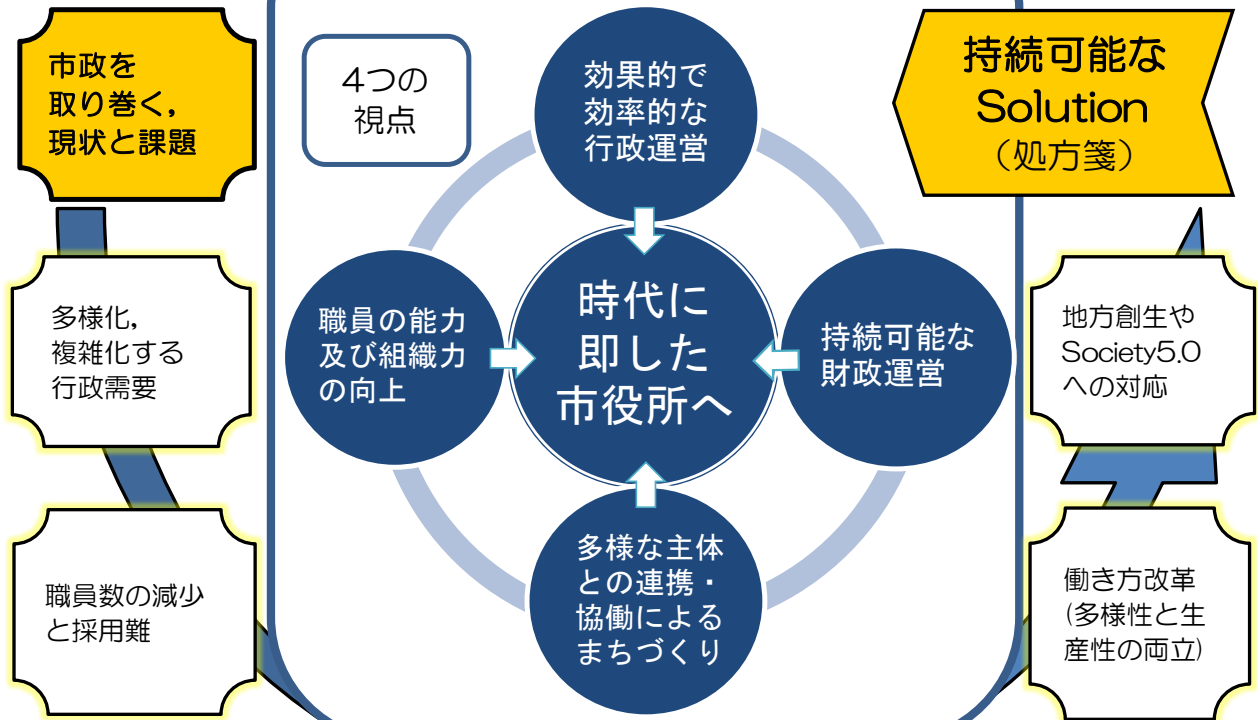 市政を
取り巻く，
現状と課題
多様化，
複雑化する
行政需要
職員数の減少
と採用難
4つの
視点
効果的で
効率的な
行政運営
職員の能力
及び組織力
の向上
時代に
即した
市役所へ
持続可能な
財政運営
多様な主体
との連携・
協働による
まちづくり
持続可能な
Solution
（処方箋）
地方創生や
Society5.0
への対応
働き方改革
(多様性と生
産性の両立)